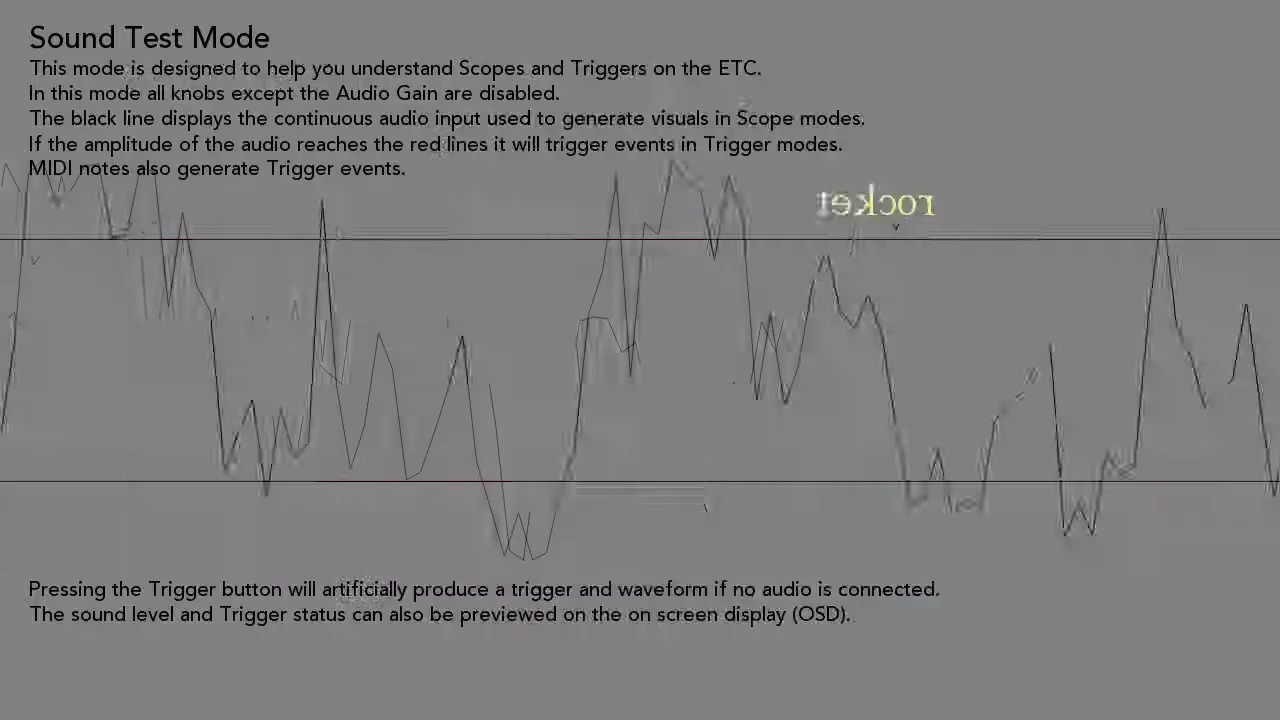 Sound Test Mode
This mode is designed to help you understand Scopes and Triggers on the ETC.
In this mode all knobs except the Audio Gain are disabled.
The black line displays the continuous audio input used to generate visuals in Scope modes.
If the amplitude of the audio reaches the red lines it will trigger events in Trigger modes.
MIDI notes also generate Trigger events.
rocket
Pressing the Trigger button will artificially produce a trigger and waveform if no audio is connected.
The sound level and Trigger status can also be previewed on the on screen display (OSD).